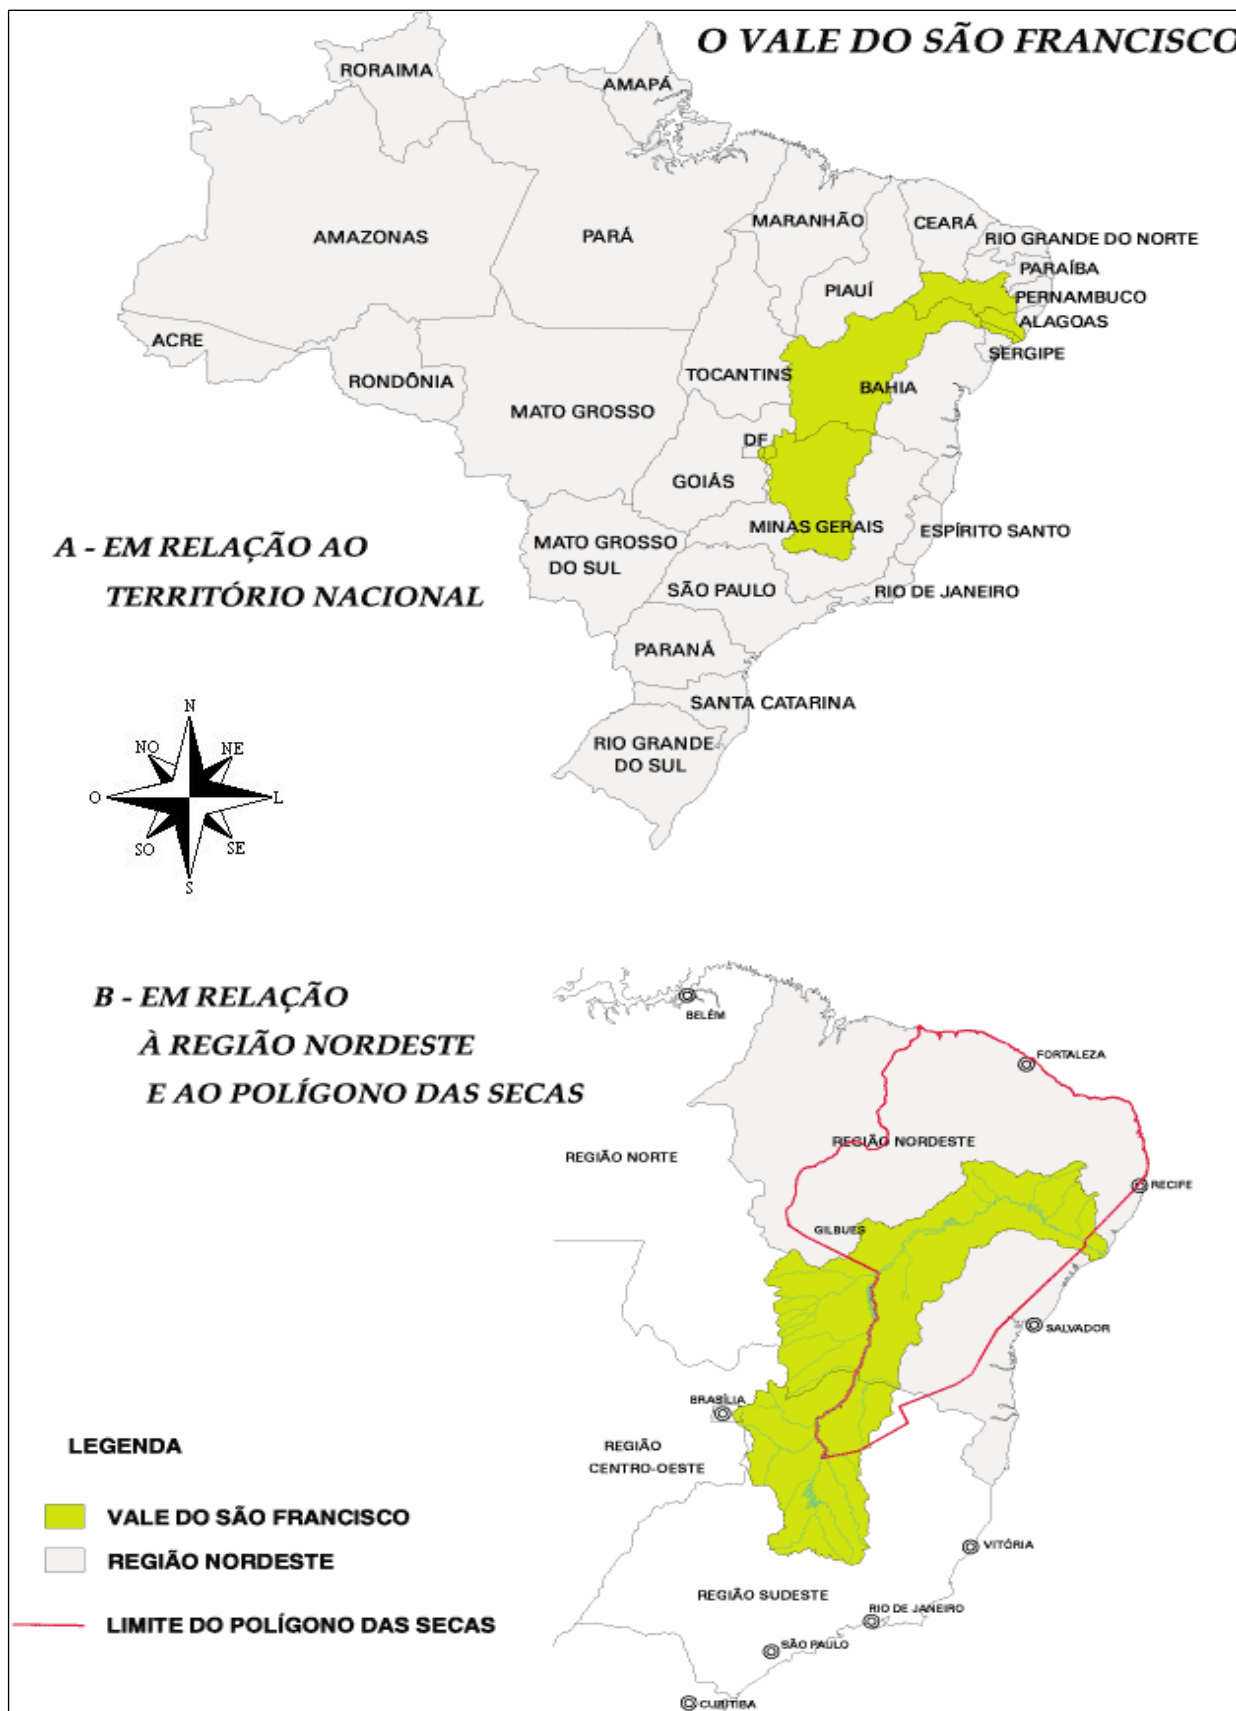 O VALE DO SÃO FRANCISCO
RORAIMA
AMAPÁ
AMAZONAS
PARÁ
MARANHÃO
CEARÁ
RIO GRANDE DO NORTE
PARAÍBA
PIAUÍ
PERNAMBUCO
ALAGOAS
ACRE
SERGIPE
RONDÔNIA
TOCANTINS
BAHIA
MATO GROSSO
DF
GOIÁS
MINAS GERAIS
ESPÍRITO SANTO
A - EM RELAÇÃO AO
TERRITÓRIO NACIONAL
MATO GROSSO
DO SUL
SÃO PAULO
RIO DE JANEIRO
PARANÁ
SANTA CATARINA
RIO GRANDE
DO SUL
N
NO
NE
O
L
SO
SE
S
B - EM RELAÇÃO
À REGIÃO NORDESTE
E AO POLÍGONO DAS SECAS
BELÉM
FORTALEZA
REGIÃO NORDESTE
REGIÃO NORTE
RECIFE
GILBUES
SALVADOR
BRASÍLIA
REGIÃO
CENTRO-OESTE
LEGENDA
VALE DO SÃO FRANCISCO
REGIÃO NORDESTE
LIMITE DO POLÍGONO DAS SECAS
VITÓRIA
REGIÃO SUDESTE
RIO DE JANEIRO
SÃO PAULO
CURITIBA